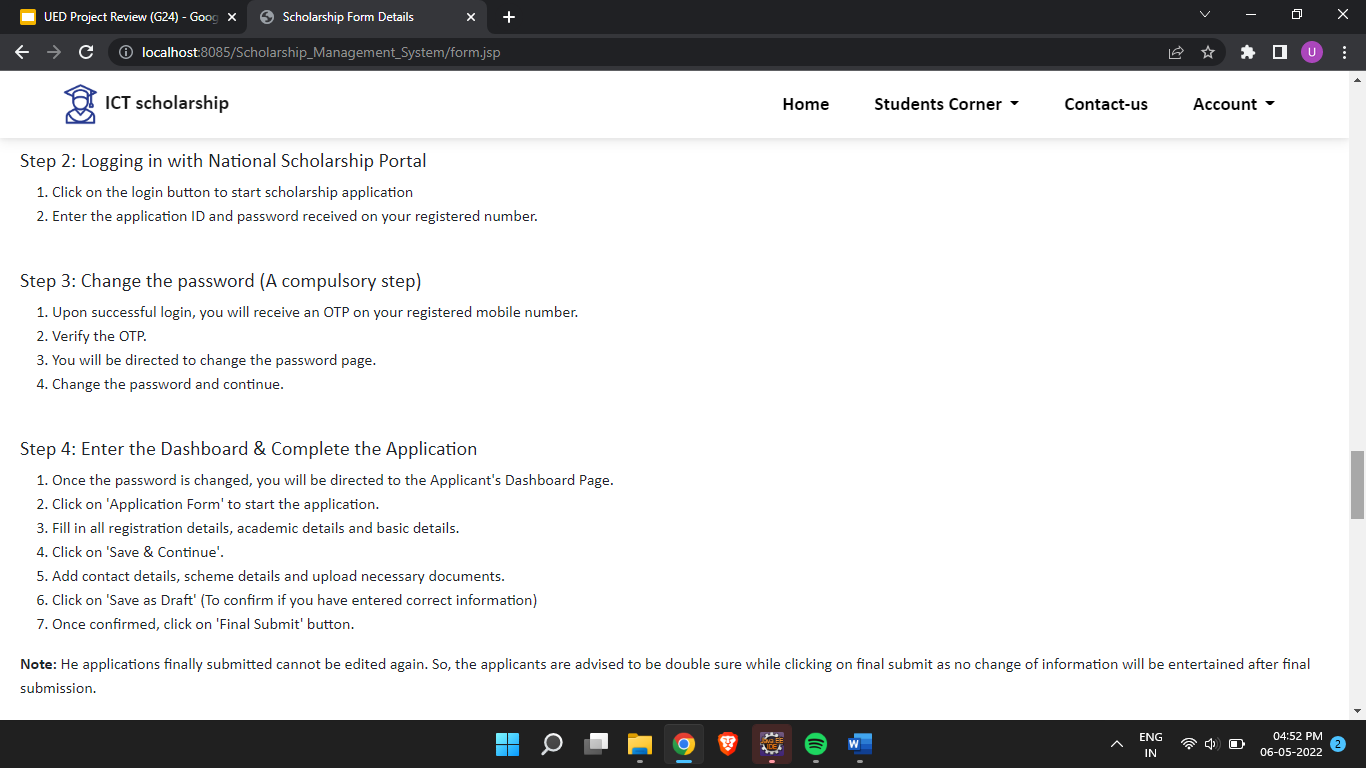 UED Project Review (G24) - Goog
Scholarship Form Details
localhost:8085/Scholarship_Management_System/form.jsp
U
ICT scholarship
Home
Students Corner
Contact-us
Account
Step 2: Logging in with National Scholarship Portal
1. Click on the login button to start scholarship application
2. Enter the application ID and password received on your registered number.
Step 3: Change the password (A compulsory step)
1. Upon successful login, you will receive an OTP on your registered mobile number.
2. Verify the OTP.
3. You will be directed to change the password page.
4. Change the password and continue.
Step 4: Enter the Dashboard & Complete the Application
1. Once the password is changed, you will be directed to the Applicant's Dashboard Page.
2. Click on 'Application Form' to start the application.
3. Fill in all registration details, academic details and basic details.
4. Click on 'Save & Continue'.
5. Add contact details, scheme details and upload necessary documents.
6. Click on 'Save as Draft' (To confirm if you have entered correct information)
7. Once confirmed, click on 'Final Submit' button.
Note: He applications finally submitted cannot be edited again. So, the applicants are advised to be double sure while clicking on final submit as no change of information will be entertained after final
submission.
JAVA EE
IDE
W
ENG
IN
04:52 PM
06-05-2022
2